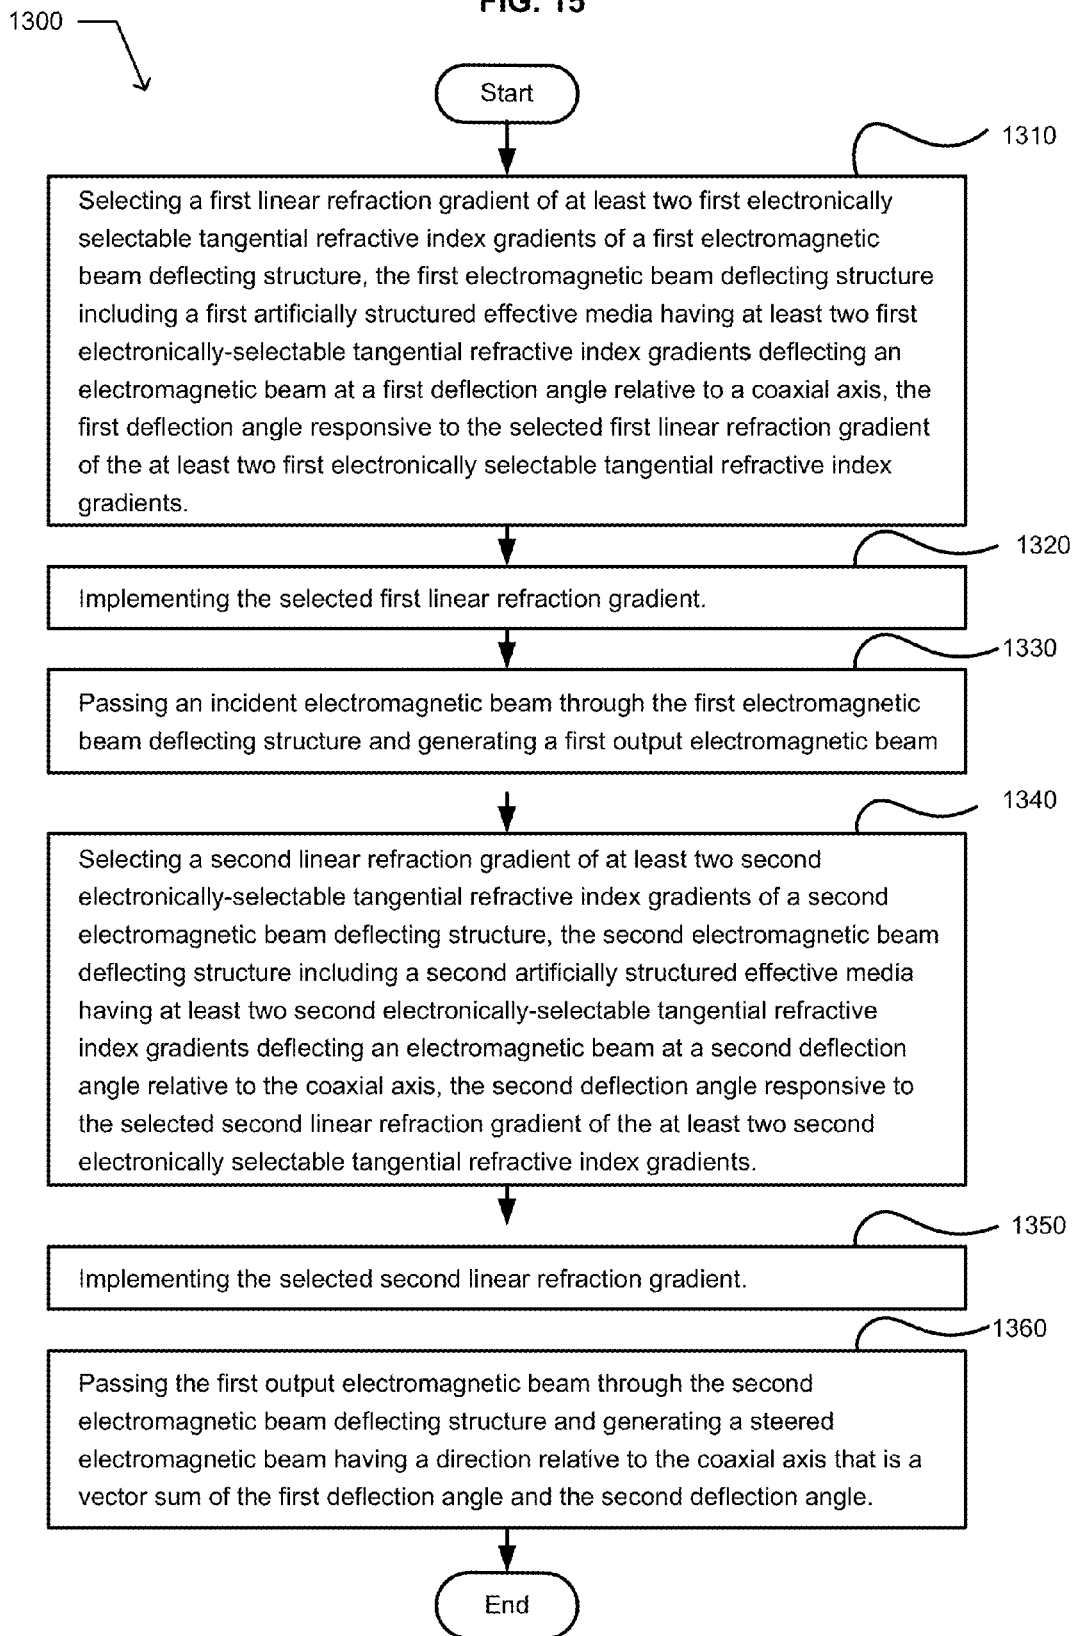 FIG. 15
1300
Start
1310
Selecting a first linear refraction gradient of at least two first electronically
selectable tangential refractive index gradients of a first electromagnetic
beam deflecting structure, the first electromagnetic beam deflecting structure
including a first artificially structured effective media having at least two first
electronically-selectable tangential refractive index gradients deflecting an
electromagnetic beam at a first deflection angle relative to a coaxial axis, the
first deflection angle responsive to the selected first linear refraction gradient
of the at least two first electronically selectable tangential refractive index
gradients.
1320
Implementing the selected first linear refraction gradient.
1330
Passing an incident electromagnetic beam through the first electromagnetic
beam deflecting structure and generating a first output electromagnetic beam
1340
Selecting a second linear refraction gradient of at least two second
electronically-selectable tangential refractive index gradients of a second
electromagnetic beam deflecting structure, the second electromagnetic beam
deflecting structure including a second artificially structured effective media
having at least two second electronically-selectable tangential refractive
index gradients deflecting an electromagnetic beam at a second deflection
angle relative to the coaxial axis, the second deflection angle responsive to
the selected second linear refraction gradient of the at least two second
electronically selectable tangential refractive index gradients.
1350
Implementing the selected second linear refraction gradient.
1360
Passing the first output electromagnetic beam through the second
electromagnetic beam deflecting structure and generating a steered
electromagnetic beam having a direction relative to the coaxial axis that is a
vector sum of the first deflection angle and the second deflection angle.
End